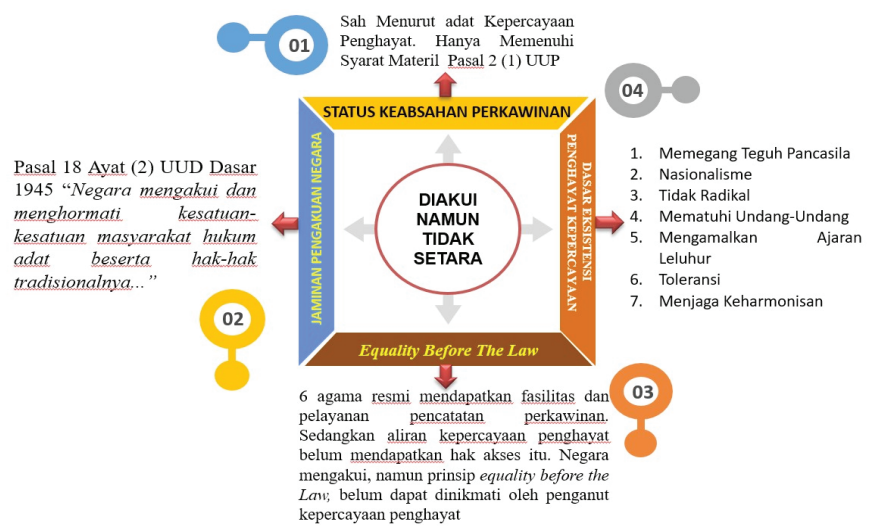 01
Sah Menurut adat Kepercayaan
Penghayat. Hanya Memenuhi
Syarat Materil Pasal 2 (1) UUP
STATUS KEABSAHAN PERKAWINAN
02
Pasal 18 Ayat (2) UUD Dasar
1945 “Negara mengakui dan
menghormati kesatuan-
kesatuan masyarakat hukum
adat beserta hak-hak
tradisionalnya...”
JAMINAN PENGAKUAN NEGARA
DIAKUI
NAMUN
TIDAK
SETARA
DASAR EKSISTENSI
PENGHAYAT KEPERCAYAAN
04
1. Memegang Teguh Pancasila
2. Nasionalisme
3. Tidak Radikal
4. Mematuhi Undang-Undang
5. Mengamalkan Ajaran
Leluhur
6. Toleransi
7. Menjaga Keharmonisan
Equality Before The Law
03
6 agama resmi mendapatkan fasilitas dan
pelayanan pencatatan perkawinan.
Sedangkan aliran kepercayaan penghayat
belum mendapatkan hak akses itu. Negara
mengakui, namun prinsip equality before the
Law, belum dapat dinikmati oleh penganut
kepercayaan penghayat